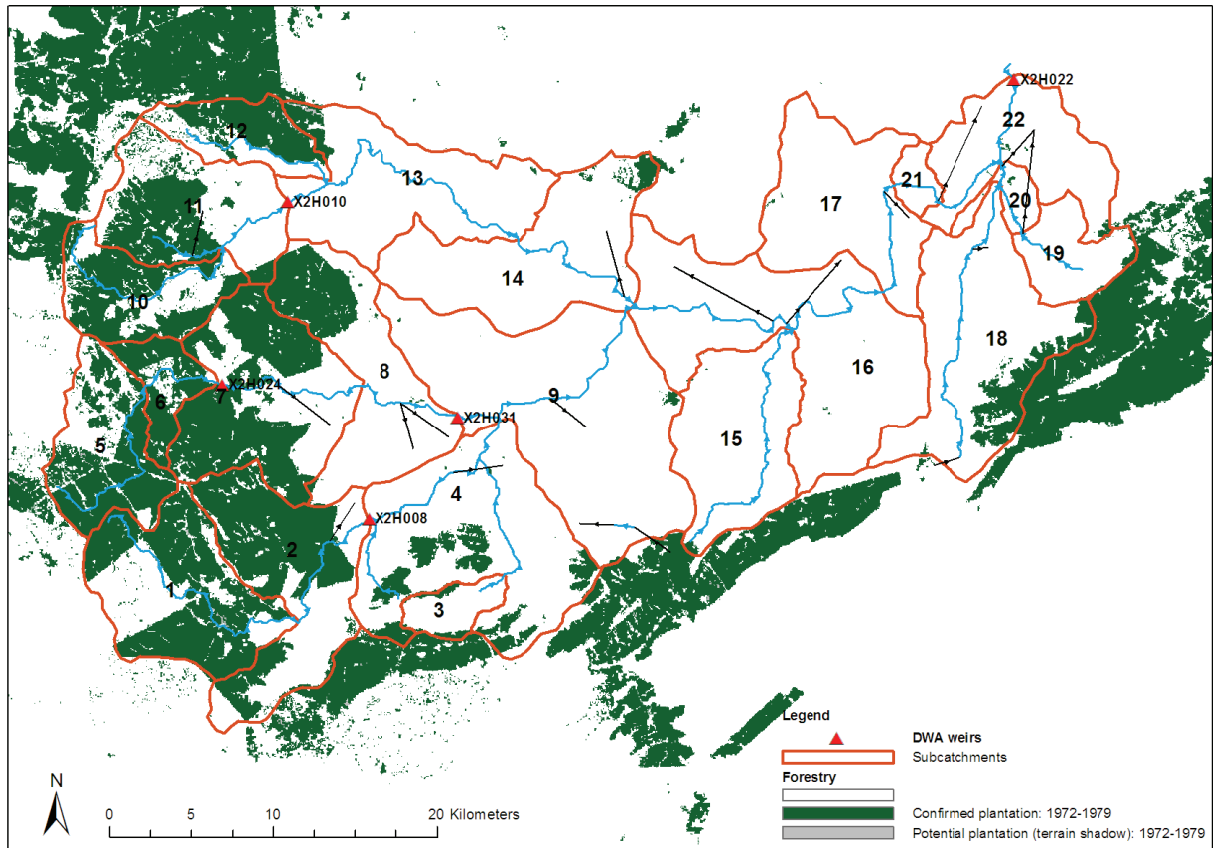 X2H022
22
12
13
17
21
11
X2H010
20
19
14
10
18
8
16
X2H024
6
7
9
X2H031
5
15
4
X2H008
2
1
3
Legend
DWA weirs
Subcatchments
Forestry
Confirmed plantation: 1972-1979
Potential plantation (terrain shadow): 1972-1979
N
0 5 10 20 Kilometers